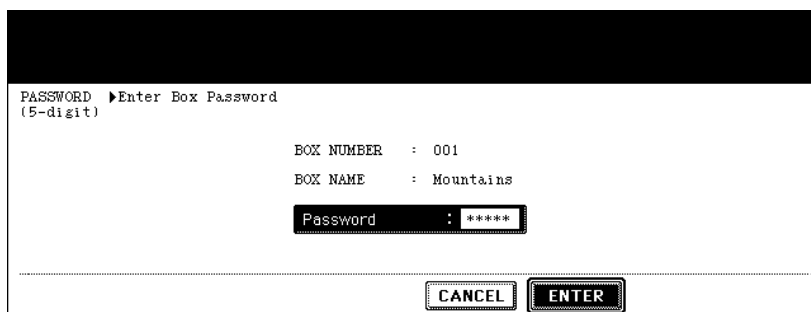 PASSWORD ▶Enter Box Password
(5-digit)
BOX NUMBER : 001
BOX NAME : Mountains
Password : *****
CANCEL ENTER